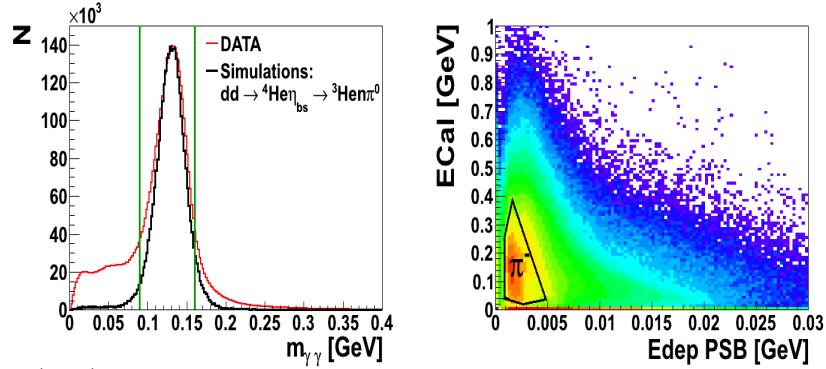 ×10³
N
140
120
100
80
60
40
20
0
DATA
Simulations:
dd → ⁴Heη_bs → ³Henπ⁰
0 0.05 0.1 0.15 0.2 0.25 0.3 0.35 0.4
m_γγ [GeV]
ECal [GeV]
1
0.9
0.8
0.7
0.6
0.5
0.4
0.3
0.2
0.1
0
π⁻
0 0.005 0.01 0.015 0.02 0.025 0.03
Edep PSB [GeV]